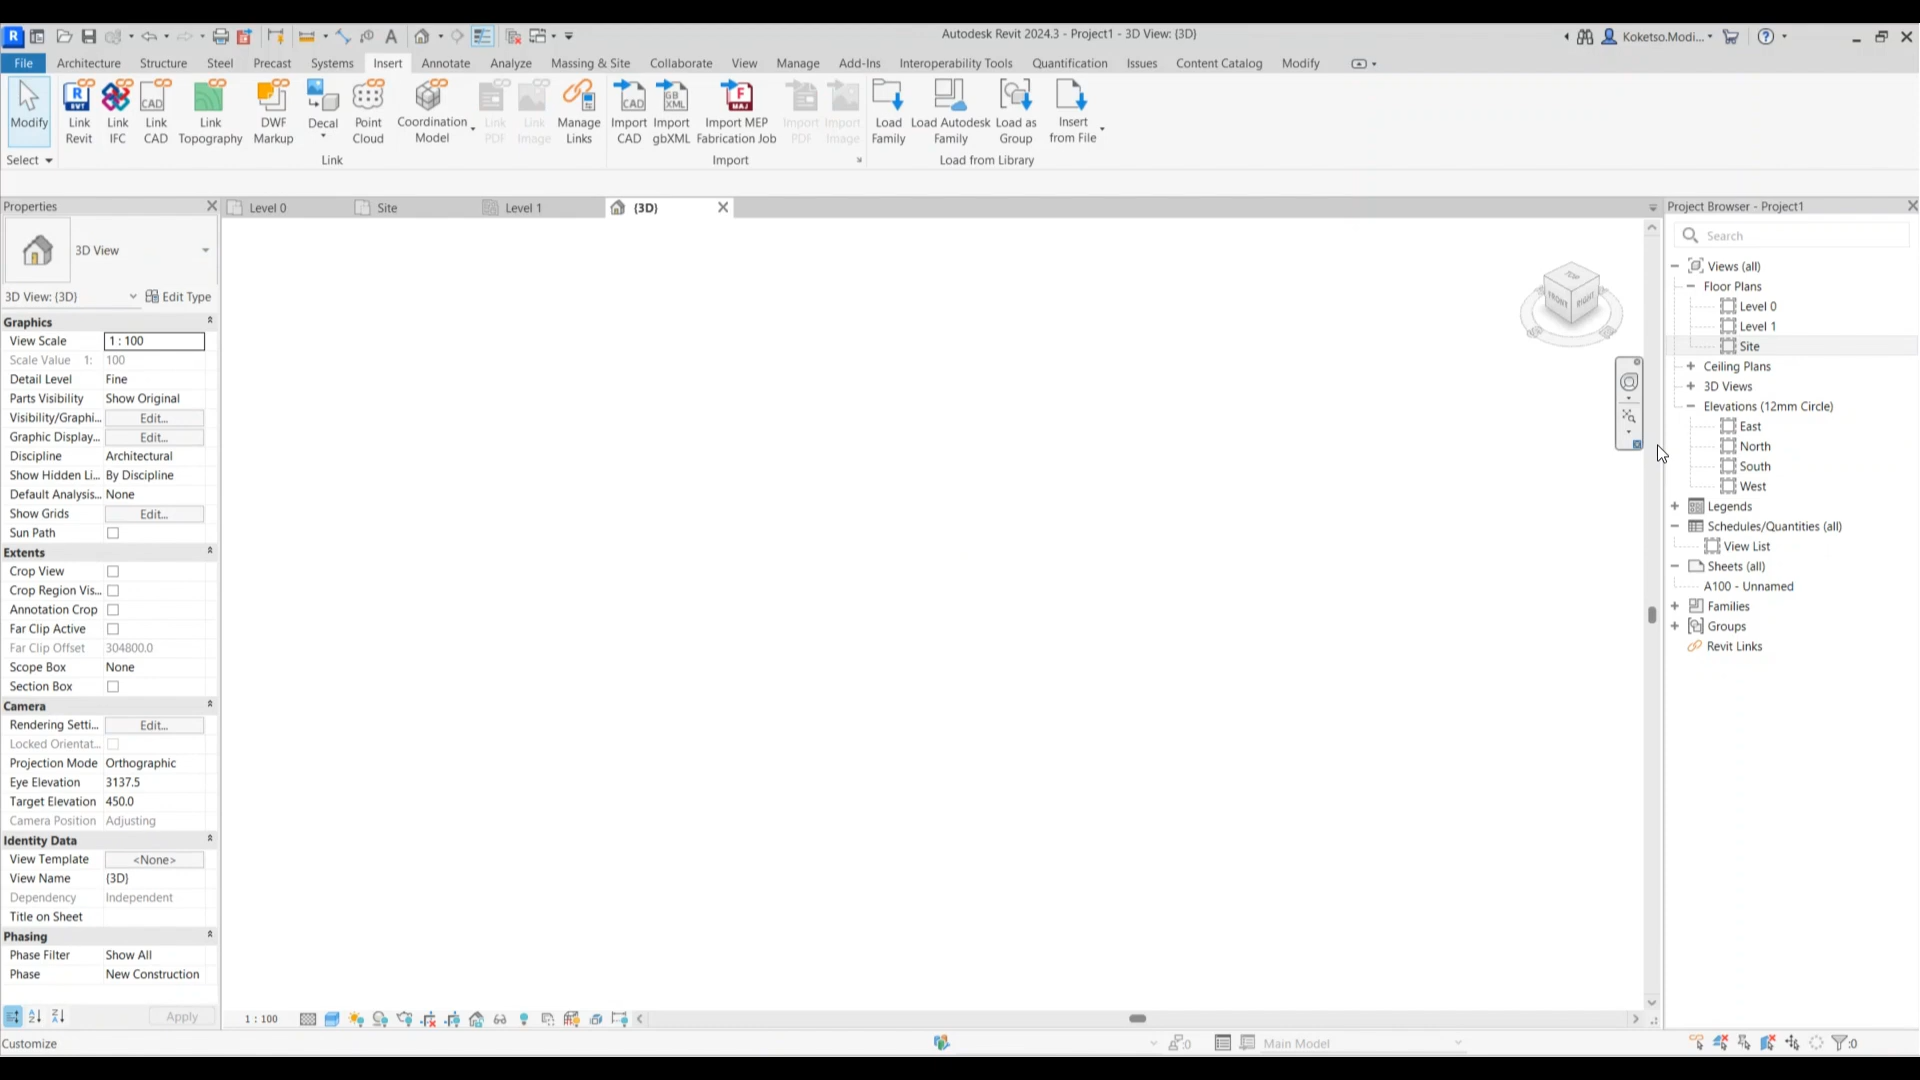 Autodesk Revit 2024.3 - Project1 - 3D View: {3D}
Koketso.Modi...
File Architecture Structure Steel Precast Systems Insert Annotate Analyze Massing & Site Collaborate View Manage Add-Ins Interoperability Tools Quantification Issues Content Catalog Modify
Modify
Link Revit
Link IFC
Link CAD
Link Topography
DWF Markup
Decal
Point Cloud
Coordination Model
Link PDF
Link Image
Manage Links
Import CAD
Import gbXML
Import MEP Fabrication Job
Import PDF
Import Image
Load Family
Load Autodesk Family
Load as Group
Insert from File
Select
Link
Import
Load from Library
Properties
Level 0
Site
Level 1
{3D}
Project Browser - Project1
3D View
3D View: {3D}
Edit Type
Graphics
View Scale 1 : 100
Scale Value 1: 100
Detail Level Fine
Parts Visibility Show Original
Visibility/Graphi... Edit...
Graphic Display... Edit...
Discipline Architectural
Show Hidden Li... By Discipline
Default Analysis... None
Show Grids Edit...
Sun Path
Extents
Crop View
Crop Region Vis...
Annotation Crop
Far Clip Active
Far Clip Offset 304800.0
Scope Box None
Section Box
Camera
Rendering Setti... Edit...
Locked Orientat...
Projection Mode Orthographic
Eye Elevation 3137.5
Target Elevation 450.0
Camera Position Adjusting
Identity Data
View Template <None>
View Name {3D}
Dependency Independent
Title on Sheet
Phasing
Phase Filter Show All
Phase New Construction
Apply
TOP
FRONT
RIGHT
Search
Views (all)
Floor Plans
Level 0
Level 1
Site
Ceiling Plans
3D Views
Elevations (12mm Circle)
East
North
South
West
Legends
Schedules/Quantities (all)
View List
Sheets (all)
A100 - Unnamed
Families
Groups
Revit Links
1 : 100
Customize
:0
Main Model
:0